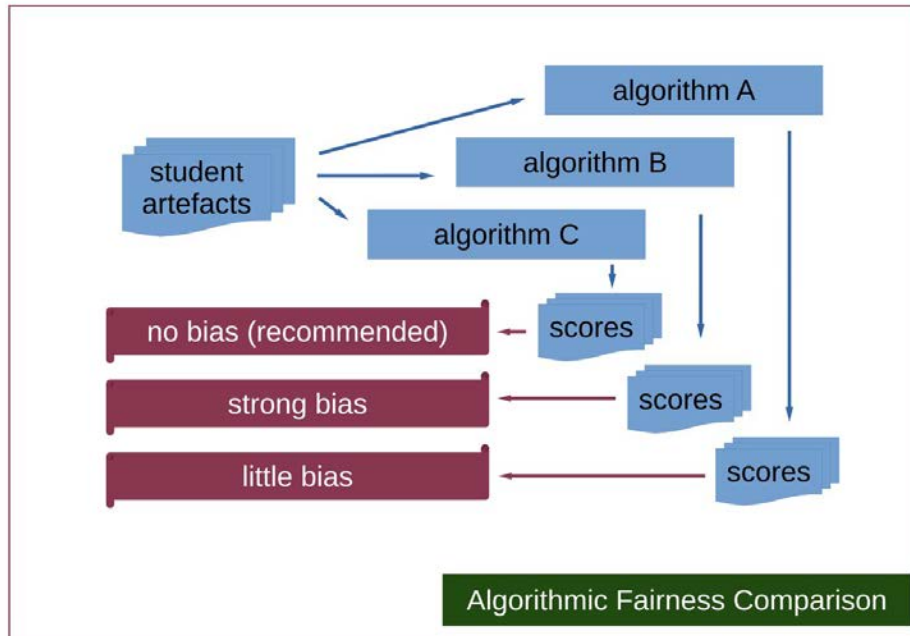 algorithm A
student
artefacts
algorithm B
algorithm C
no bias (recommended)
scores
strong bias
scores
little bias
scores
Algorithmic Fairness Comparison